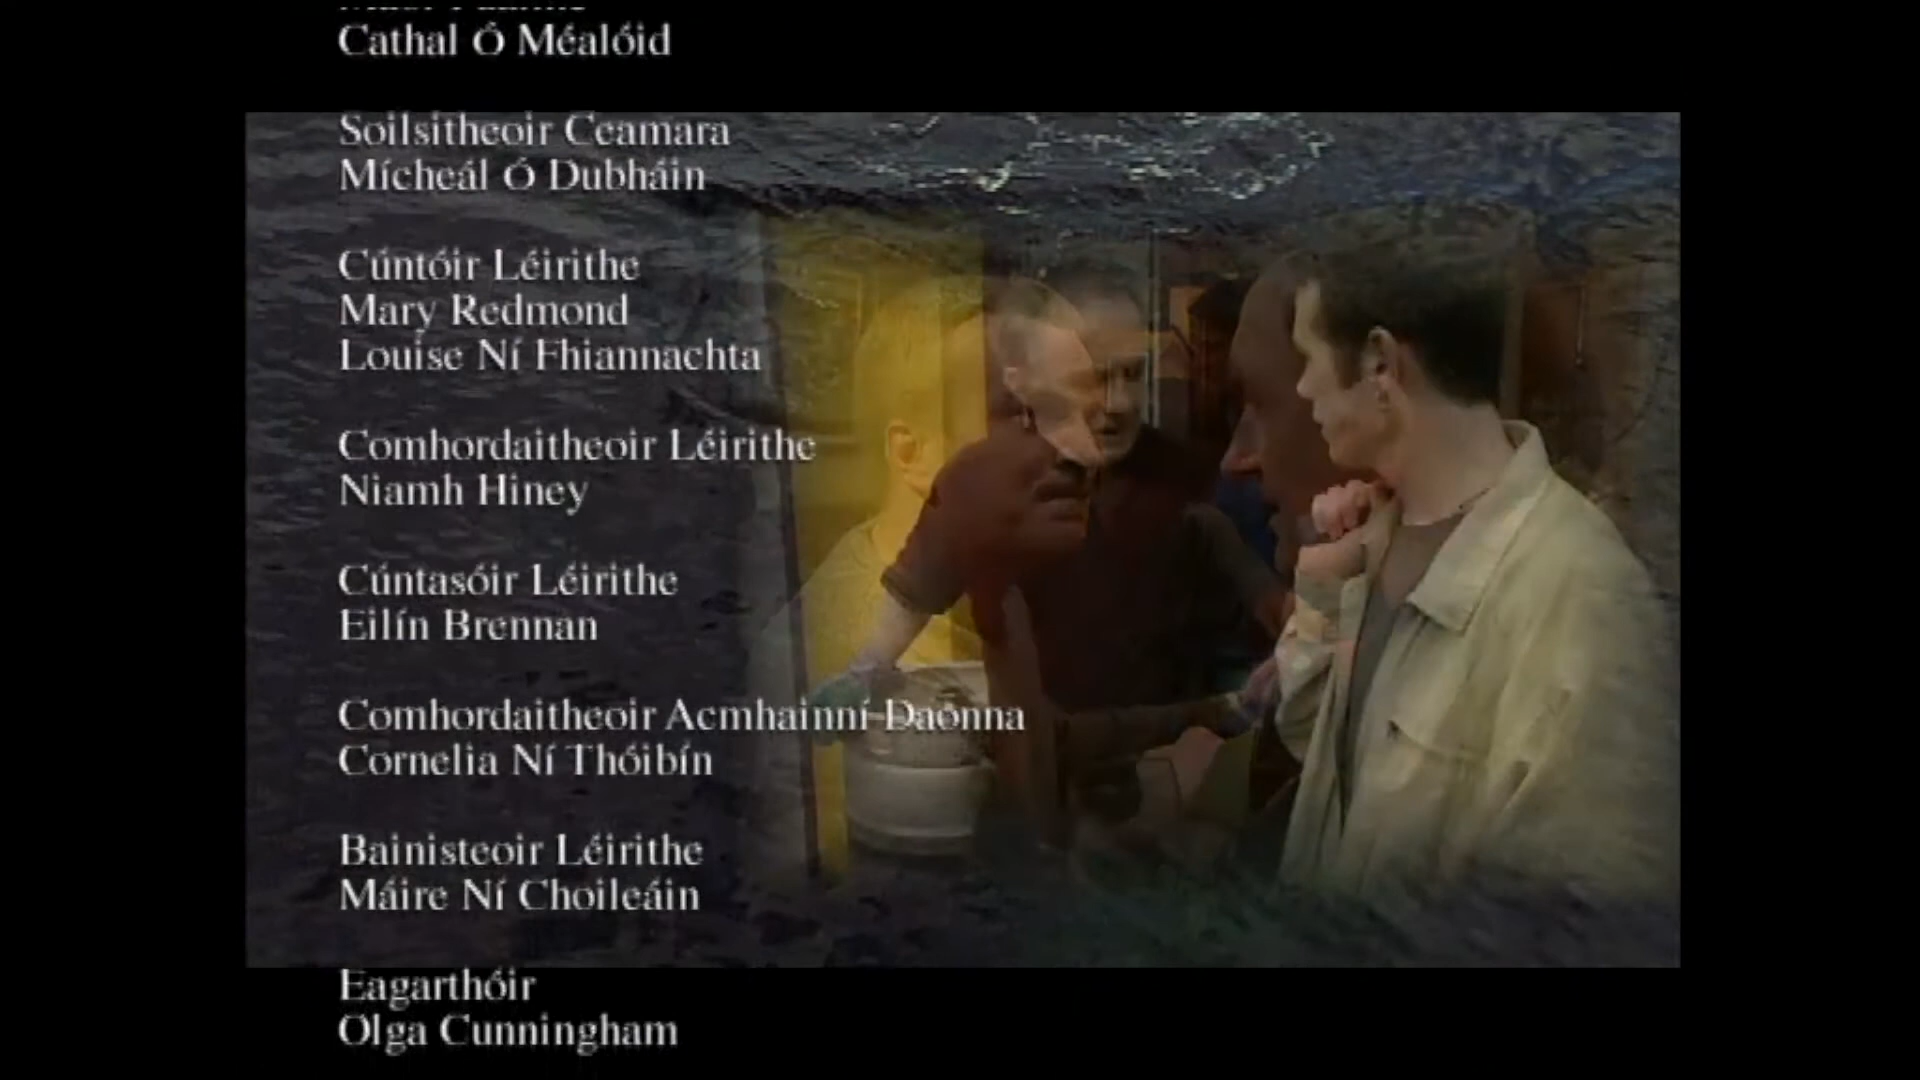 Cathal Ó Méalóid
Soilsitheoir Ceamara
Mícheál Ó Dubháin
Cúntóir Léirithe
Mary Redmond
Louise Ní Fhiannachta
Comhordaitheoir Léirithe
Niamh Hiney
Cúntasóir Léirithe
Eilín Brennan
Comhordaitheoir Acmhainní Daonna
Cornelia Ní Thóibín
Bainisteoir Léirithe
Máire Ní Choileáin
Eagarthóir
Olga Cunningham